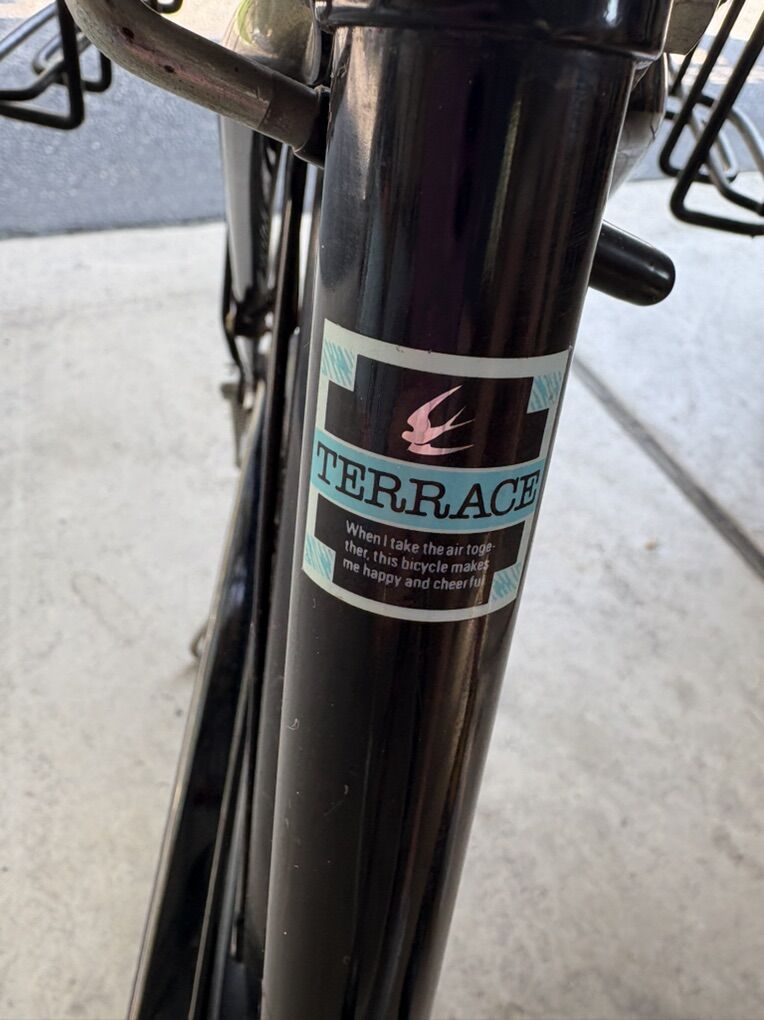 TERRACE
When I take the air toge-
ther, this bicycle makes
me happy and cheerful.